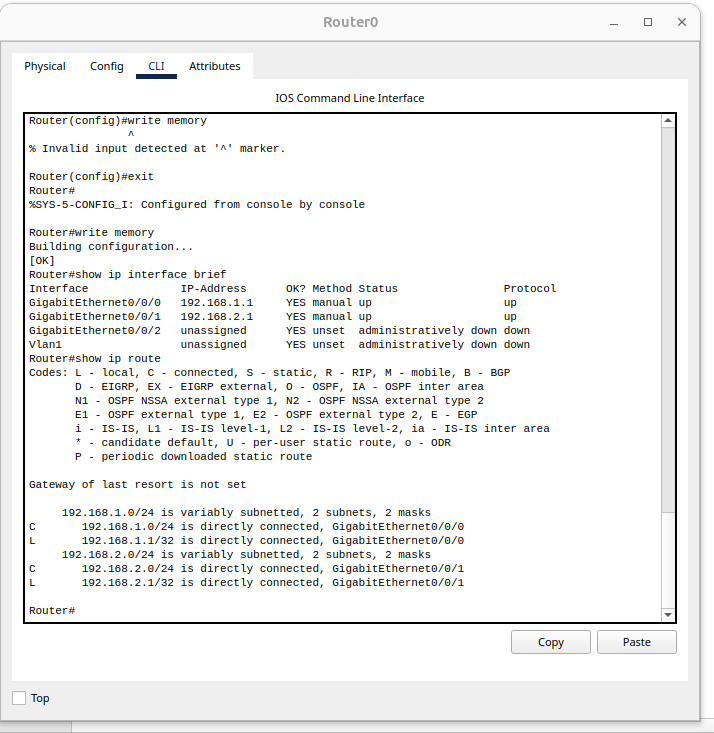 Router0
Physical Config CLI Attributes
IOS Command Line Interface
Router(config)#write memory
^
% Invalid input detected at '^' marker.
Router(config)#exit
Router#
%SYS-5-CONFIG_I: Configured from console by console
Router#write memory
Building configuration...
[OK]
Router#show ip interface brief
Interface              IP-Address      OK? Method Status                Protocol
GigabitEthernet0/0/0   192.168.1.1     YES manual up                    up
GigabitEthernet0/0/1   192.168.2.1     YES manual up                    up
GigabitEthernet0/0/2   unassigned      YES unset  administratively down down
Vlan1                  unassigned      YES unset  administratively down down
Router#show ip route
Codes: L - local, C - connected, S - static, R - RIP, M - mobile, B - BGP
       D - EIGRP, EX - EIGRP external, O - OSPF, IA - OSPF inter area
       N1 - OSPF NSSA external type 1, N2 - OSPF NSSA external type 2
       E1 - OSPF external type 1, E2 - OSPF external type 2, E - EGP
       i - IS-IS, L1 - IS-IS level-1, L2 - IS-IS level-2, ia - IS-IS inter area
       * - candidate default, U - per-user static route, o - ODR
       P - periodic downloaded static route
Gateway of last resort is not set
     192.168.1.0/24 is variably subnetted, 2 subnets, 2 masks
C       192.168.1.0/24 is directly connected, GigabitEthernet0/0/0
L       192.168.1.1/32 is directly connected, GigabitEthernet0/0/0
     192.168.2.0/24 is variably subnetted, 2 subnets, 2 masks
C       192.168.2.0/24 is directly connected, GigabitEthernet0/0/1
L       192.168.2.1/32 is directly connected, GigabitEthernet0/0/1
Router#
Copy Paste
Top